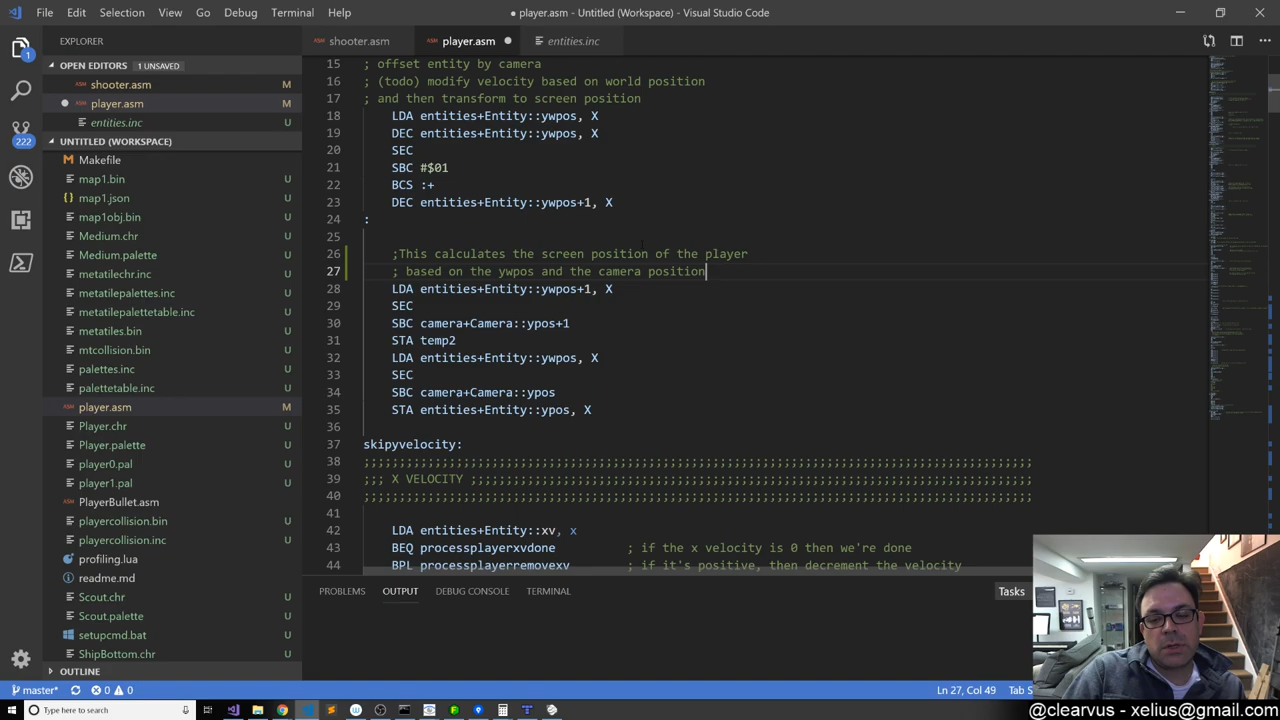 File Edit Selection View Go Debug Terminal Help
● player.asm - Untitled (Workspace) - Visual Studio Code
EXPLORER
OPEN EDITORS 1 UNSAVED
shooter.asm M
player.asm M
entities.inc U
UNTITLED (WORKSPACE)
Makefile
map1.bin U
{} map1.json U
map1obj.bin U
Medium.chr U
Medium.palette U
metatilechr.inc U
metatilepalettes.inc U
metatilepalettetable.inc U
metatiles.bin U
mtcollision.bin U
palettes.inc U
palettetable.inc U
player.asm M
Player.chr U
Player.palette U
player0.pal U
player1.pal U
PlayerBullet.asm U
playercollision.bin U
playercollision.inc U
profiling.lua U
readme.md U
Scout.chr U
Scout.palette U
setupcmd.bat U
ShipBottom.chr U
OUTLINE
1
222
shooter.asm player.asm ● entities.inc
15 ; offset entity by camera
16 ; (todo) modify velocity based on world position
17 ; and then transform to screen position
18 LDA entities+Entity::ywpos, X
19 DEC entities+Entity::ywpos, X
20 SEC
21 SBC #$01
22 BCS :+
23 DEC entities+Entity::ywpos+1, X
24 :
25
26 ;This calculates the screen position of the player
27 ; based on the ypos and the camera position
28 LDA entities+Entity::ypos+1, X
29 SEC
30 SBC camera+Camera::ypos+1
31 STA temp2
32 LDA entities+Entity::ywpos, X
33 SEC
34 SBC camera+Camera::ypos
35 STA entities+Entity::ypos, X
36
37 skipyvelocity:
38 ;;;;;;;;;;;;;;;;;;;;;;;;;;;;;;;;;;;;;;;;;;;;;;;;;;;;;;;;;;;;;;;;;;;;;;;;;;;;;;;;;;;;;;;;;;;;;;
39 ;;; X VELOCITY ;;;;;;;;;;;;;;;;;;;;;;;;;;;;;;;;;;;;;;;;;;;;;;;;;;;;;;;;;;;;;;;;;;;;;;;;;;;;;;;
40 ;;;;;;;;;;;;;;;;;;;;;;;;;;;;;;;;;;;;;;;;;;;;;;;;;;;;;;;;;;;;;;;;;;;;;;;;;;;;;;;;;;;;;;;;;;;;;;
41
42 LDA entities+Entity::xv, x
43 BEQ processplayerxvdone ; if the x velocity is 0 then we're done
44 BPL processplayerremovexv ; if it's positive, then decrement the velocity
PROBLEMS OUTPUT DEBUG CONSOLE TERMINAL Tasks
master* 0 0 Ln 27, Col 49 Tab S
Type here to search
@clearvus - xelius@gmail.com